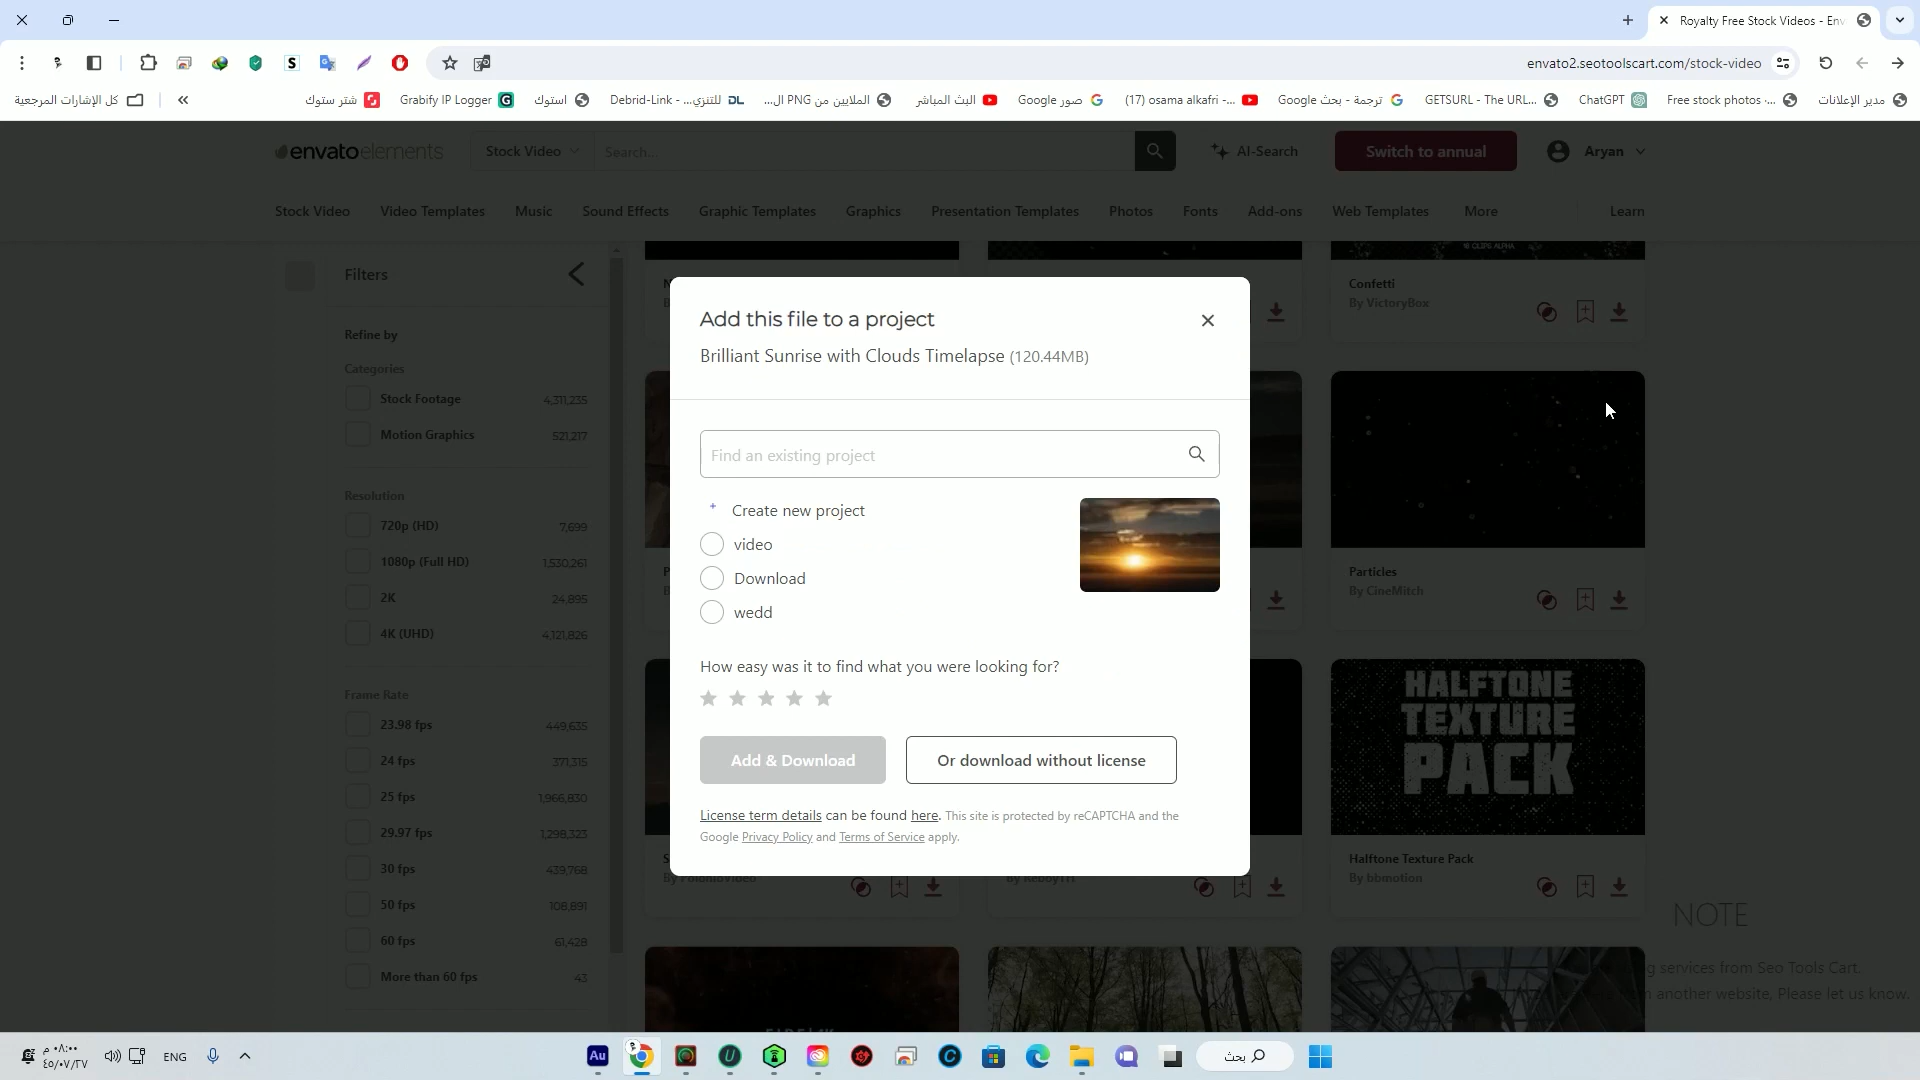 Royalty Free Stock Videos - Env
envato2.seotoolscart.com/stock-video
كل الإشارات المرجعية
شتر ستوك
Grabify IP Logger
استوك
Debrid-Link - ...للتنزي
الملايين من PNG ال...
البث المباشر
صور Google
(17) osama alkafri -...
ترجمة - بحث Google
GETSURL - The URL...
ChatGPT
Free stock photos ·...
مدير الإعلانات
envatoelements
Stock Video
Search...
AI-Search
Switch to annual
Aryan
Stock Video
Video Templates
Music
Sound Effects
Graphic Templates
Graphics
Presentation Templates
Photos
Fonts
Add-ons
Web Templates
More
Learn
Filters
Refine by
Categories
Stock Footage 4,311,235
Motion Graphics 521,217
Resolution
720p (HD) 7,699
1080p (Full HD) 1,530,261
2K 24,895
4K (UHD) 4,121,826
Frame Rate
23.98 fps 449,635
24 fps 371,315
25 fps 1,966,830
29.97 fps 1,298,323
30 fps 439,768
50 fps 108,891
60 fps 61,428
More than 60 fps 43
Add this file to a project
Brilliant Sunrise with Clouds Timelapse (120.44MB)
Find an existing project
+ Create new project
video
Download
wedd
How easy was it to find what you were looking for?
Add & Download
Or download without license
License term details can be found here. This site is protected by reCAPTCHA and the
Google Privacy Policy and Terms of Service apply.
Confetti
By VictoryBox
Particles
By CineMitch
HALFTONE
TEXTURE
PACK
Halftone Texture Pack
By bbmotion
NOTE
g services from Seo Tools Cart.
another website. Please let us know.
٠٨:٠٠ م
٤٥/٠٧/٢٧
ENG
Au
بحث